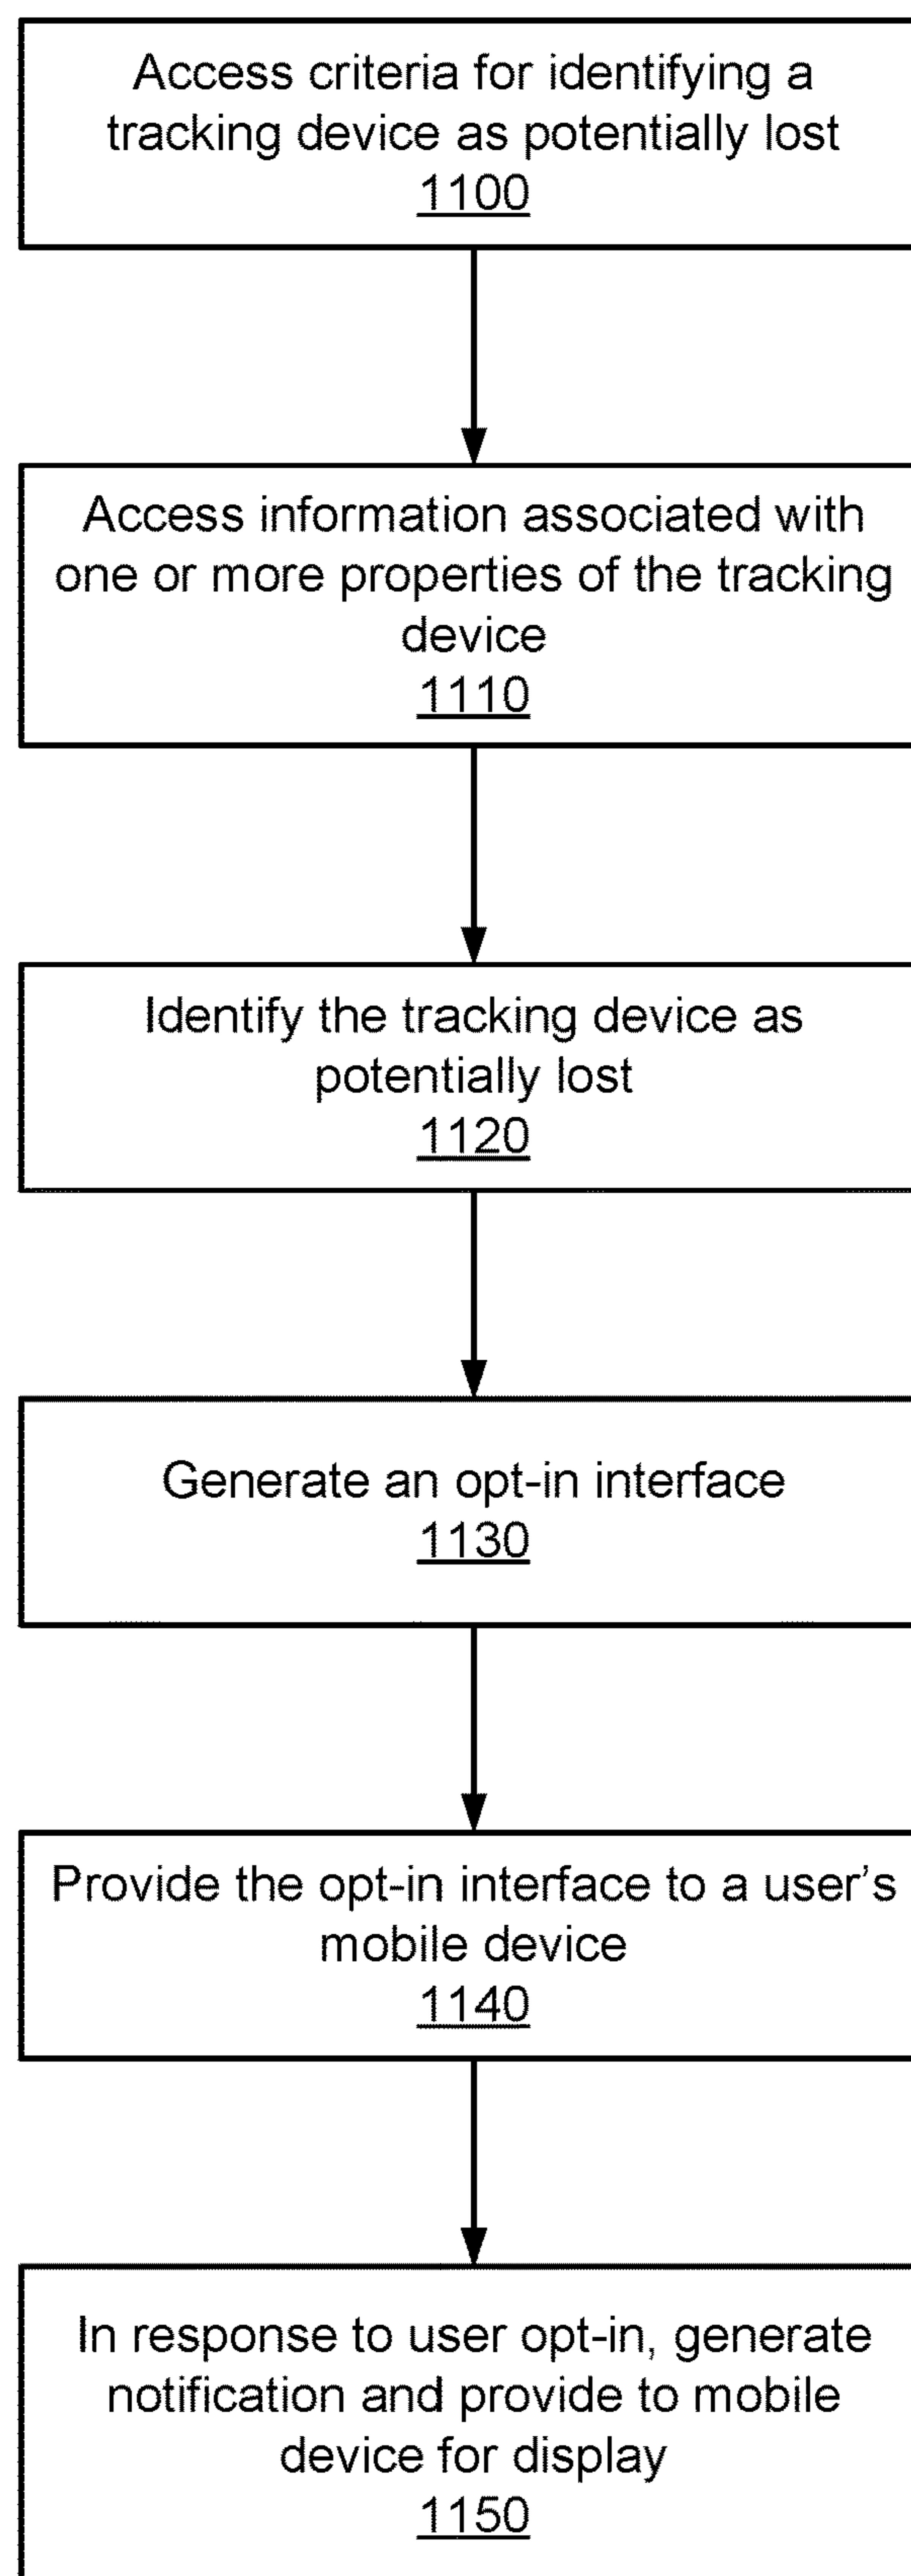 Access criteria for identifying a
tracking device as potentially lost
1100
Access information associated with
one or more properties of the tracking
device
1110
Identify the tracking device as
potentially lost
1120
Generate an opt-in interface
1130
Provide the opt-in interface to a user's
mobile device
1140
In response to user opt-in, generate
notification and provide to mobile
device for display
1150